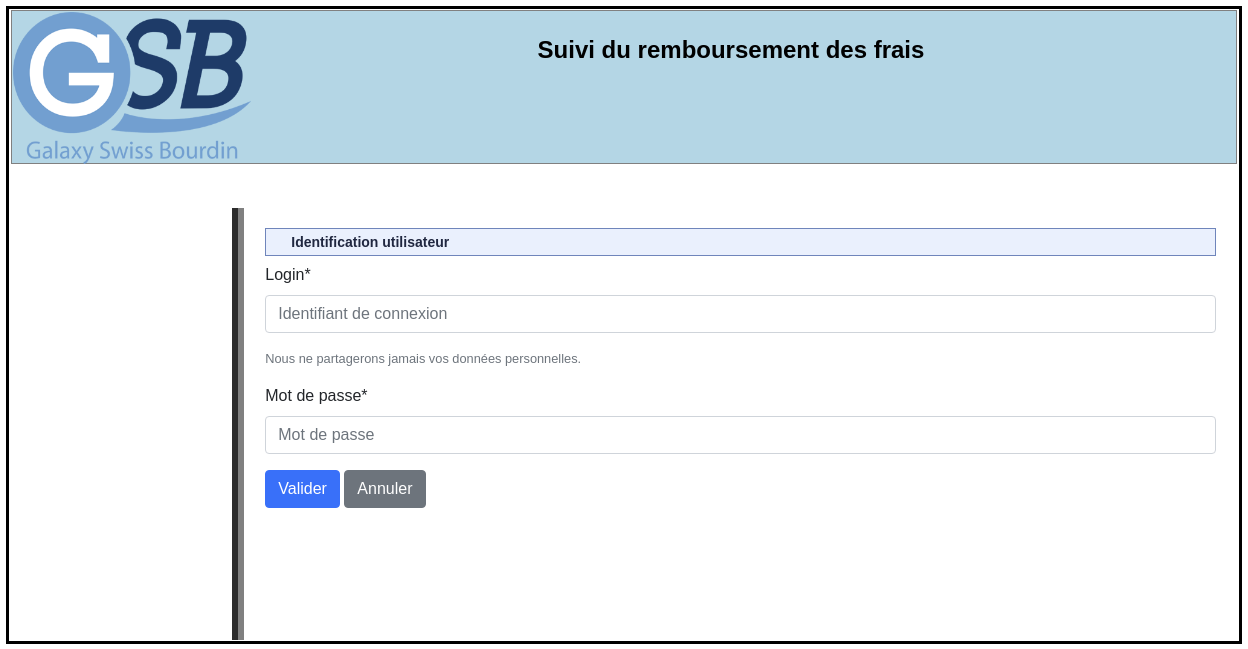 GSB
Galaxy Swiss Bourdin
Suivi du remboursement des frais
Identification utilisateur
Login*
Identifiant de connexion
Nous ne partagerons jamais vos données personnelles.
Mot de passe*
Mot de passe
Valider Annuler